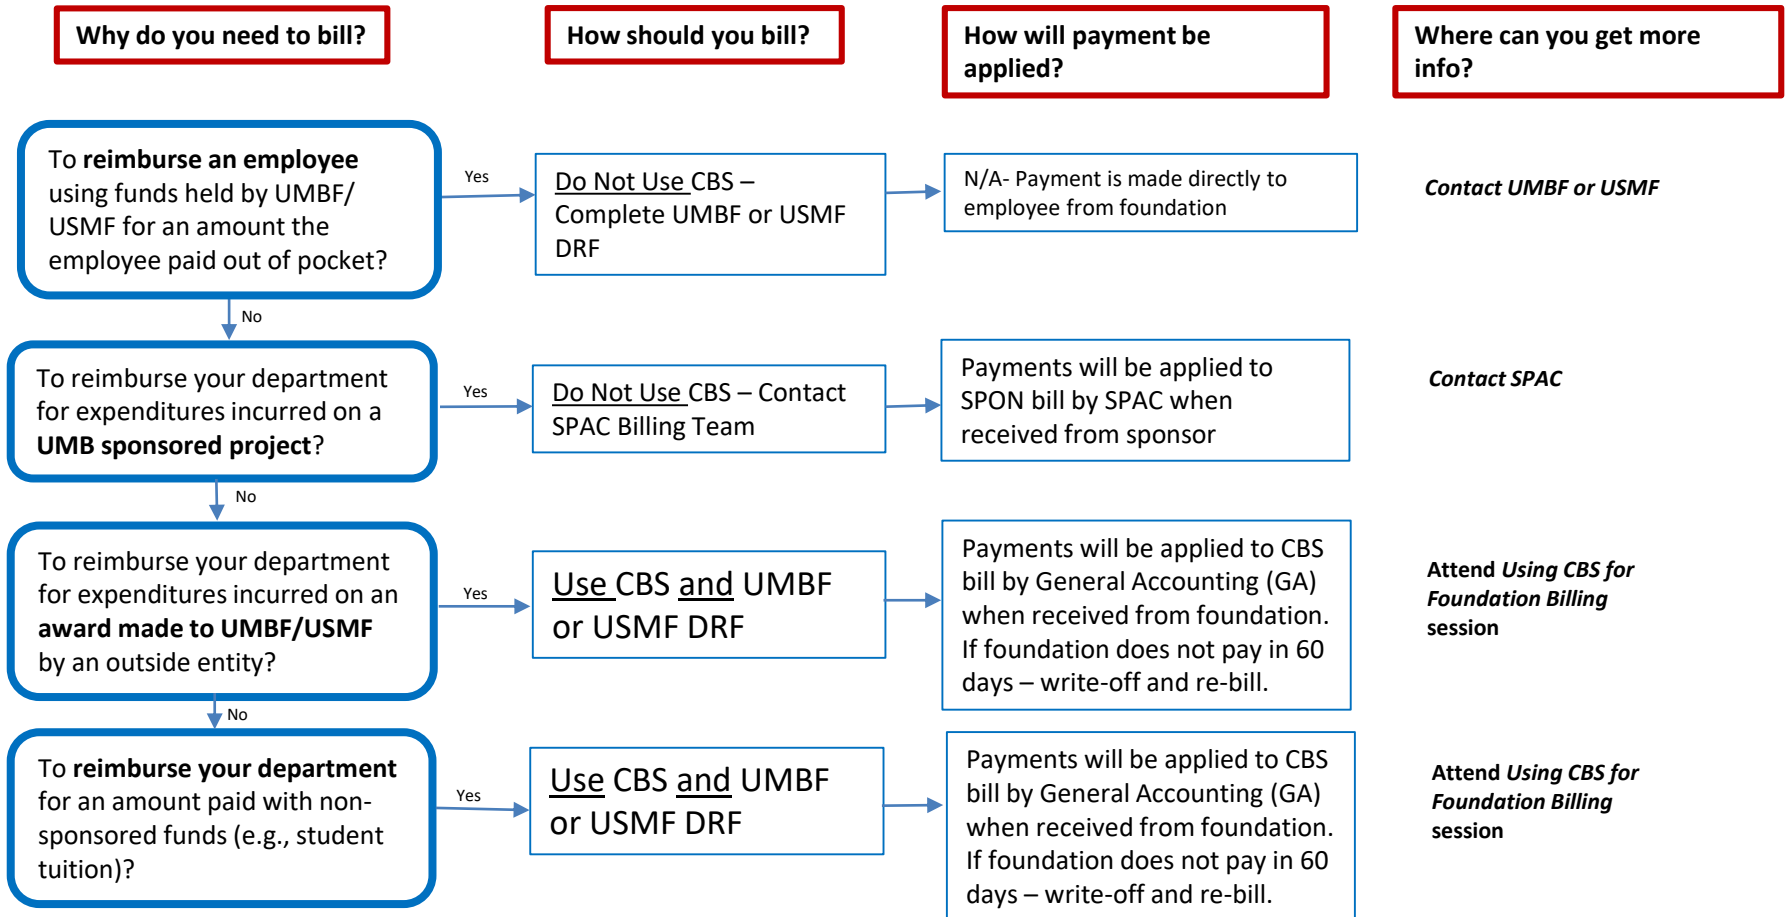 Why do you need to bill?
How should you bill?
How will payment be
applied?
Where can you get more
info?
To reimburse an employee
using funds held by UMBF/
USMF for an amount the
employee paid out of pocket?
Yes
Do Not Use CBS –
Complete UMBF or USMF
DRF
N/A- Payment is made directly to
employee from foundation
Contact UMBF or USMF
No
To reimburse your department
for expenditures incurred on a
UMB sponsored project?
Yes
Do Not Use CBS – Contact
SPAC Billing Team
Payments will be applied to
SPON bill by SPAC when
received from sponsor
Contact SPAC
No
To reimburse your department
for expenditures incurred on an
award made to UMBF/USMF
by an outside entity?
Yes
Use CBS and UMBF
or USMF DRF
Payments will be applied to CBS
bill by General Accounting (GA)
when received from foundation.
If foundation does not pay in 60
days – write-off and re-bill.
Attend Using CBS for
Foundation Billing
session
No
To reimburse your department
for an amount paid with non-
sponsored funds (e.g., student
tuition)?
Yes
Use CBS and UMBF
or USMF DRF
Payments will be applied to CBS
bill by General Accounting (GA)
when received from foundation.
If foundation does not pay in 60
days – write-off and re-bill.
Attend Using CBS for
Foundation Billing
session